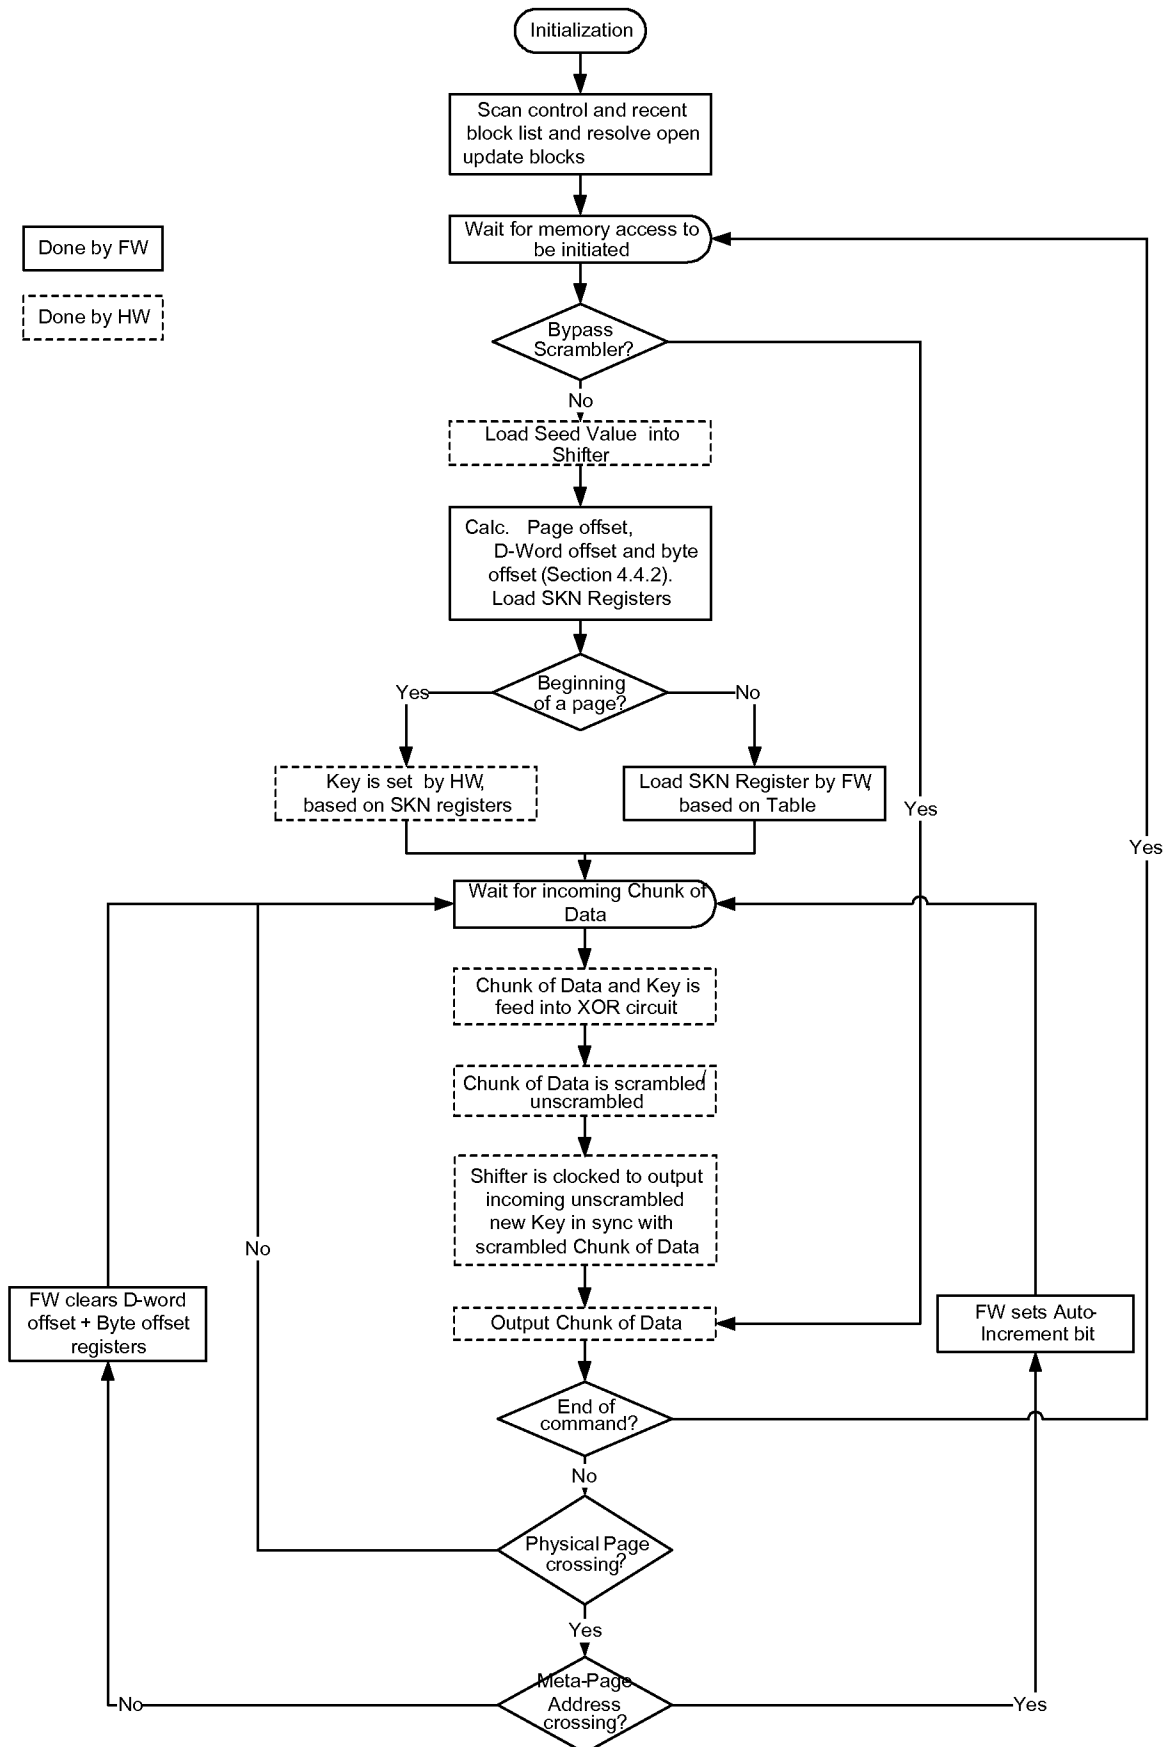 Initialization
Scan control and recent
block list and resolve open
update blocks
Wait for memory access to
be initiated
Done by FW
Done by HW
Bypass
Scrambler?
No
Load Seed Value into
Shifter
Calc. Page offset,
D-Word offset and byte
offset (Section 4.4.2).
Load SKN Registers
Beginning
of a page?
Yes
No
Key is set by HW,
based on SKN registers
Load SKN Register by FW,
based on Table
Yes
Yes
Wait for incoming Chunk of
Data
Chunk of Data and Key is
feed into XOR circuit
Chunk of Data is scrambled/
unscrambled
Shifter is clocked to output
incoming unscrambled
new Key in sync with
scrambled Chunk of Data
No
FW clears D-word
offset + Byte offset
registers
Output Chunk of Data
FW sets Auto-
Increment bit
End of
command?
No
Physical Page
crossing?
Yes
Meta-Page
Address
crossing?
No
Yes